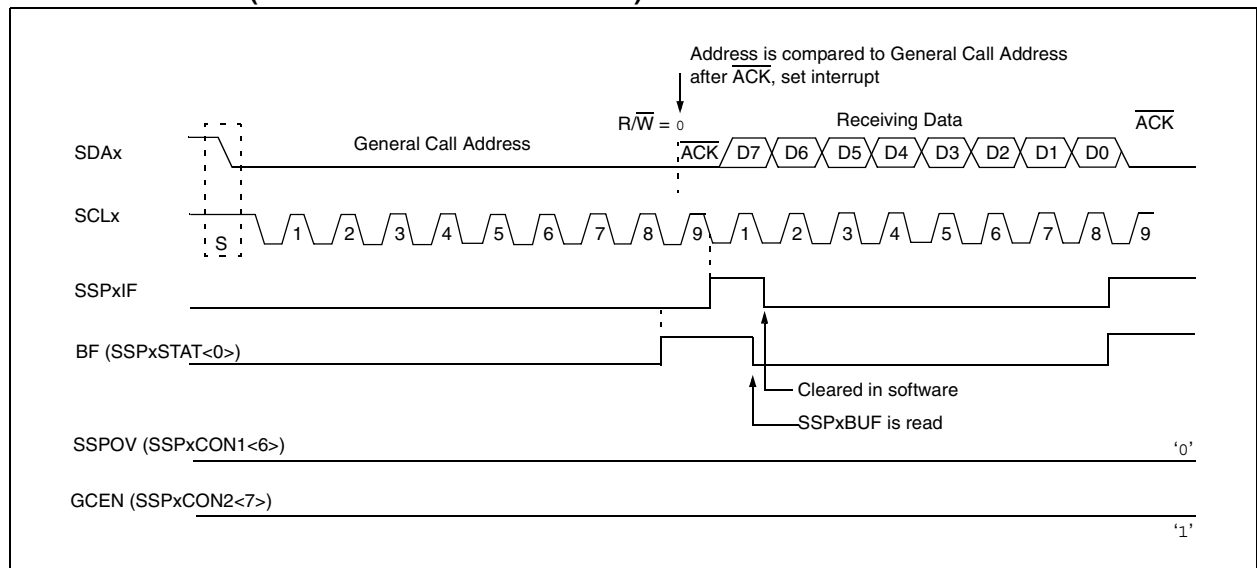 Address is compared to General Call Address
after ACK, set interrupt
R/W = 0
Receiving Data
ACK
SDAx
General Call Address
ACK D7 D6 D5 D4 D3 D2 D1 D0
SCLx
S 1 2 3 4 5 6 7 8 9 1 2 3 4 5 6 7 8 9
SSPxIF
BF (SSPxSTAT<0>)
Cleared in software
SSPxBUF is read
SSPOV (SSPxCON1<6>)
‘0’
GCEN (SSPxCON2<7>)
‘1’